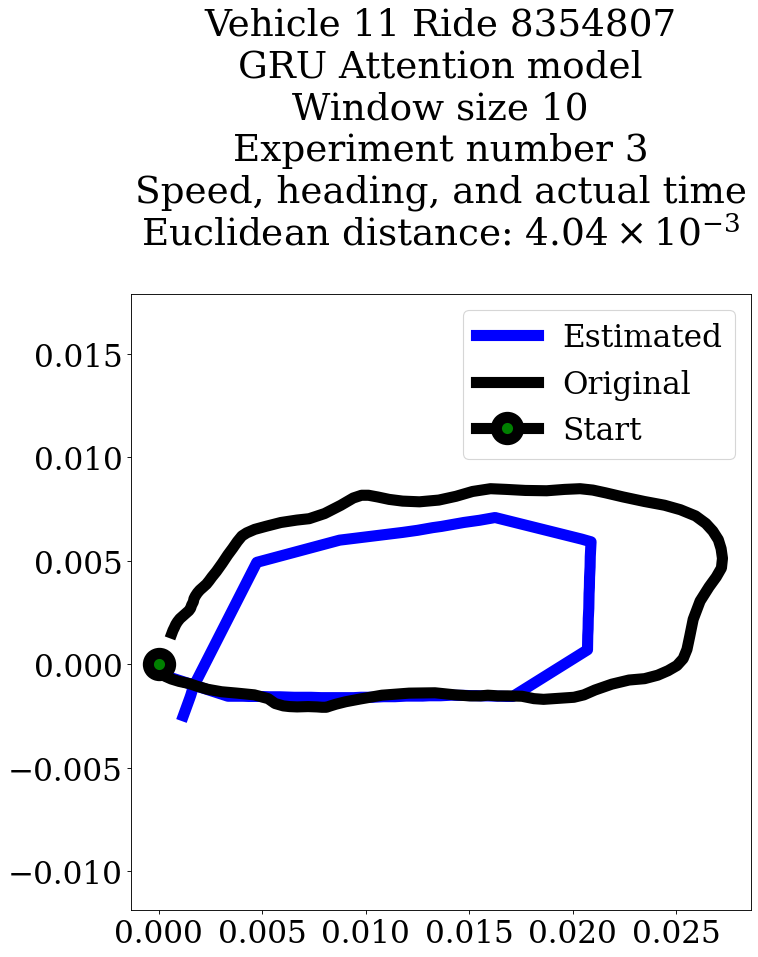 Vehicle 11 Ride 8354807
GRU Attention model
Window size 10
Experiment number 3
Speed, heading, and actual time
Euclidean distance: 4.04 × 10⁻³
Estimated
Original
Start
0.015
0.010
0.005
0.000
−0.005
−0.010
0.000 0.005 0.010 0.015 0.020 0.025